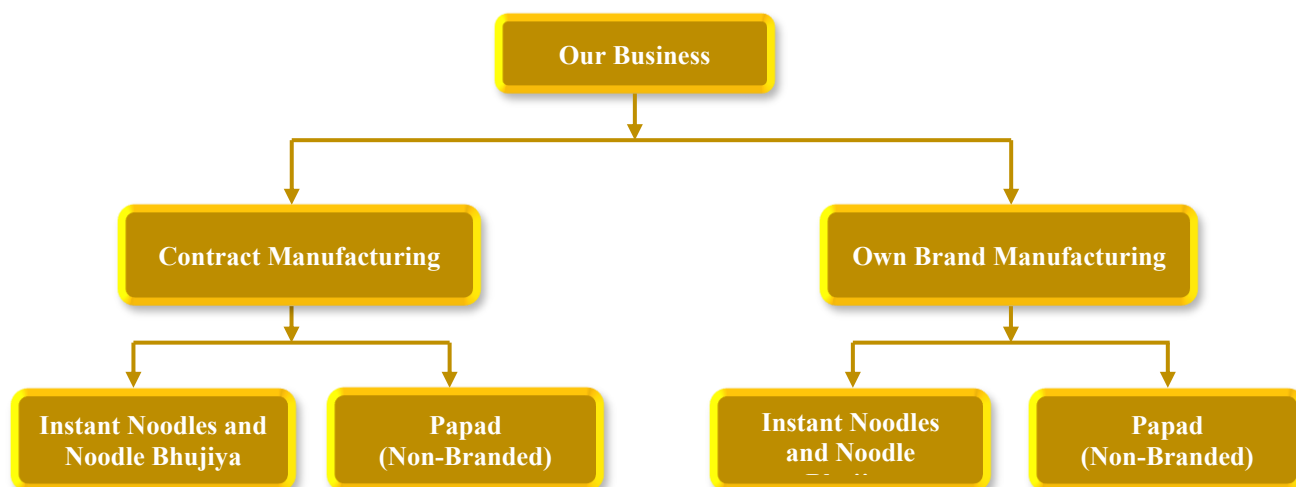 Our Business
Contract Manufacturing
Own Brand Manufacturing
Instant Noodles and
Noodle Bhujiya
Papad
(Non-Branded)
Instant Noodles
and Noodle
Papad
(Non-Branded)